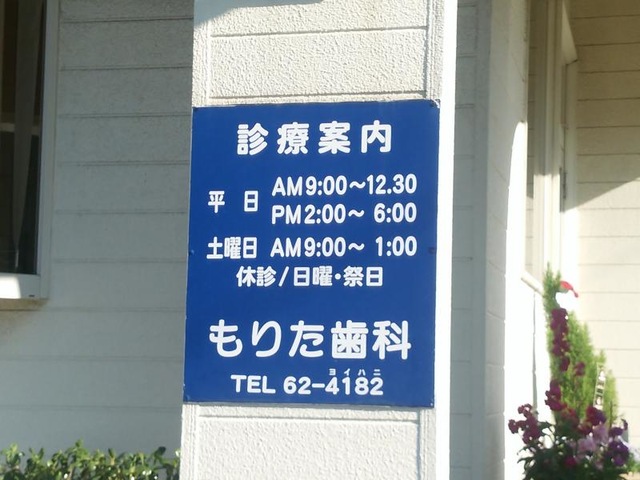 診療案内
平日 AM9:00～12.30
PM2:00～ 6:00
土曜日 AM9:00～ 1:00
休診/日曜・祭日
もりた歯科
ヨイハニ
TEL 62-4182